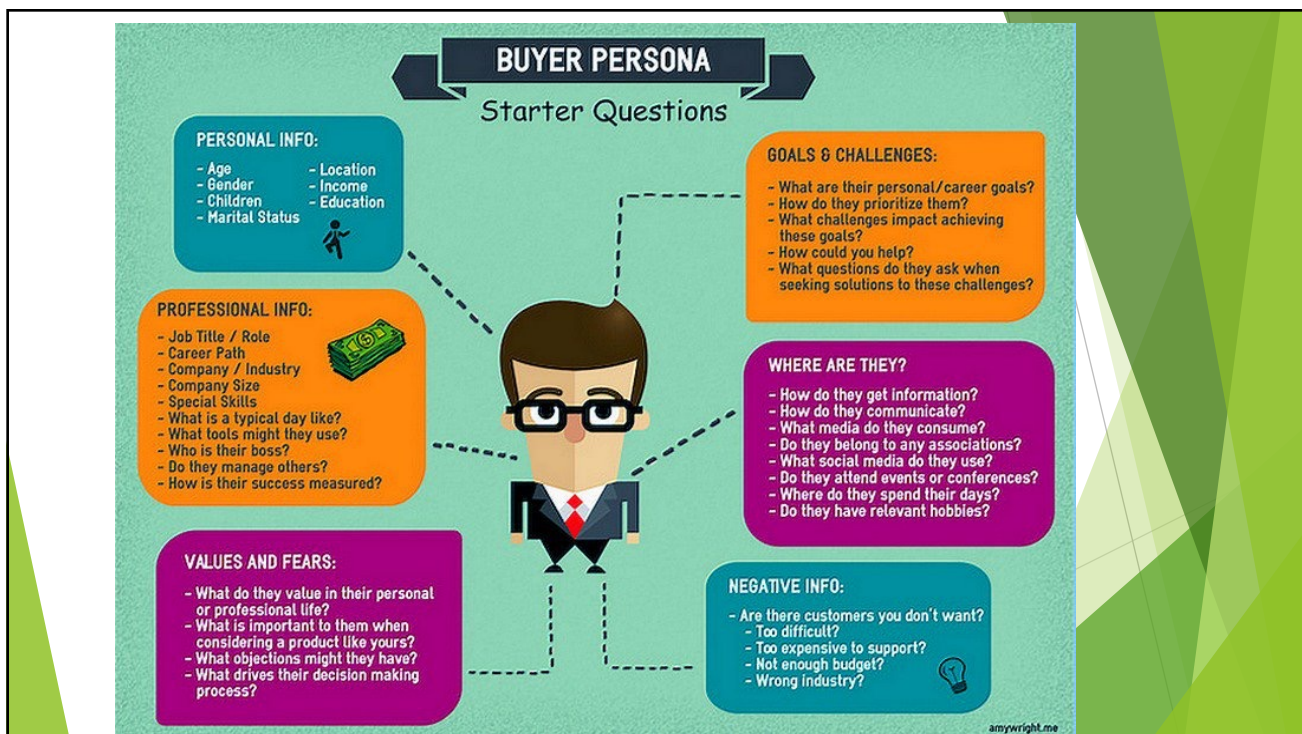 BUYER PERSONA
Starter Questions
PERSONAL INFO:
- Age
- Gender
- Children
- Marital Status
- Location
- Income
- Education
PROFESSIONAL INFO:
- Job Title / Role
- Career Path
- Company / Industry
- Company Size
- Special Skills
- What is a typical day like?
- What tools might they use?
- Who is their boss?
- Do they manage others?
- How is their success measured?
VALUES AND FEARS:
- What do they value in their personal
or professional life?
- What is important to them when
considering a product like yours?
- What objections might they have?
- What drives their decision making
process?
GOALS & CHALLENGES:
- What are their personal/career goals?
- How do they prioritize them?
- What challenges impact achieving
these goals?
- How could you help?
- What questions do they ask when
seeking solutions to these challenges?
WHERE ARE THEY?
- How do they get information?
- How do they communicate?
- What media do they consume?
- Do they belong to any associations?
- What social media do they use?
- Do they attend events or conferences?
- Where do they spend their days?
- Do they have relevant hobbies?
NEGATIVE INFO:
- Are there customers you don't want?
- Too difficult?
- Too expensive to support?
- Not enough budget?
- Wrong industry?
amywright.me